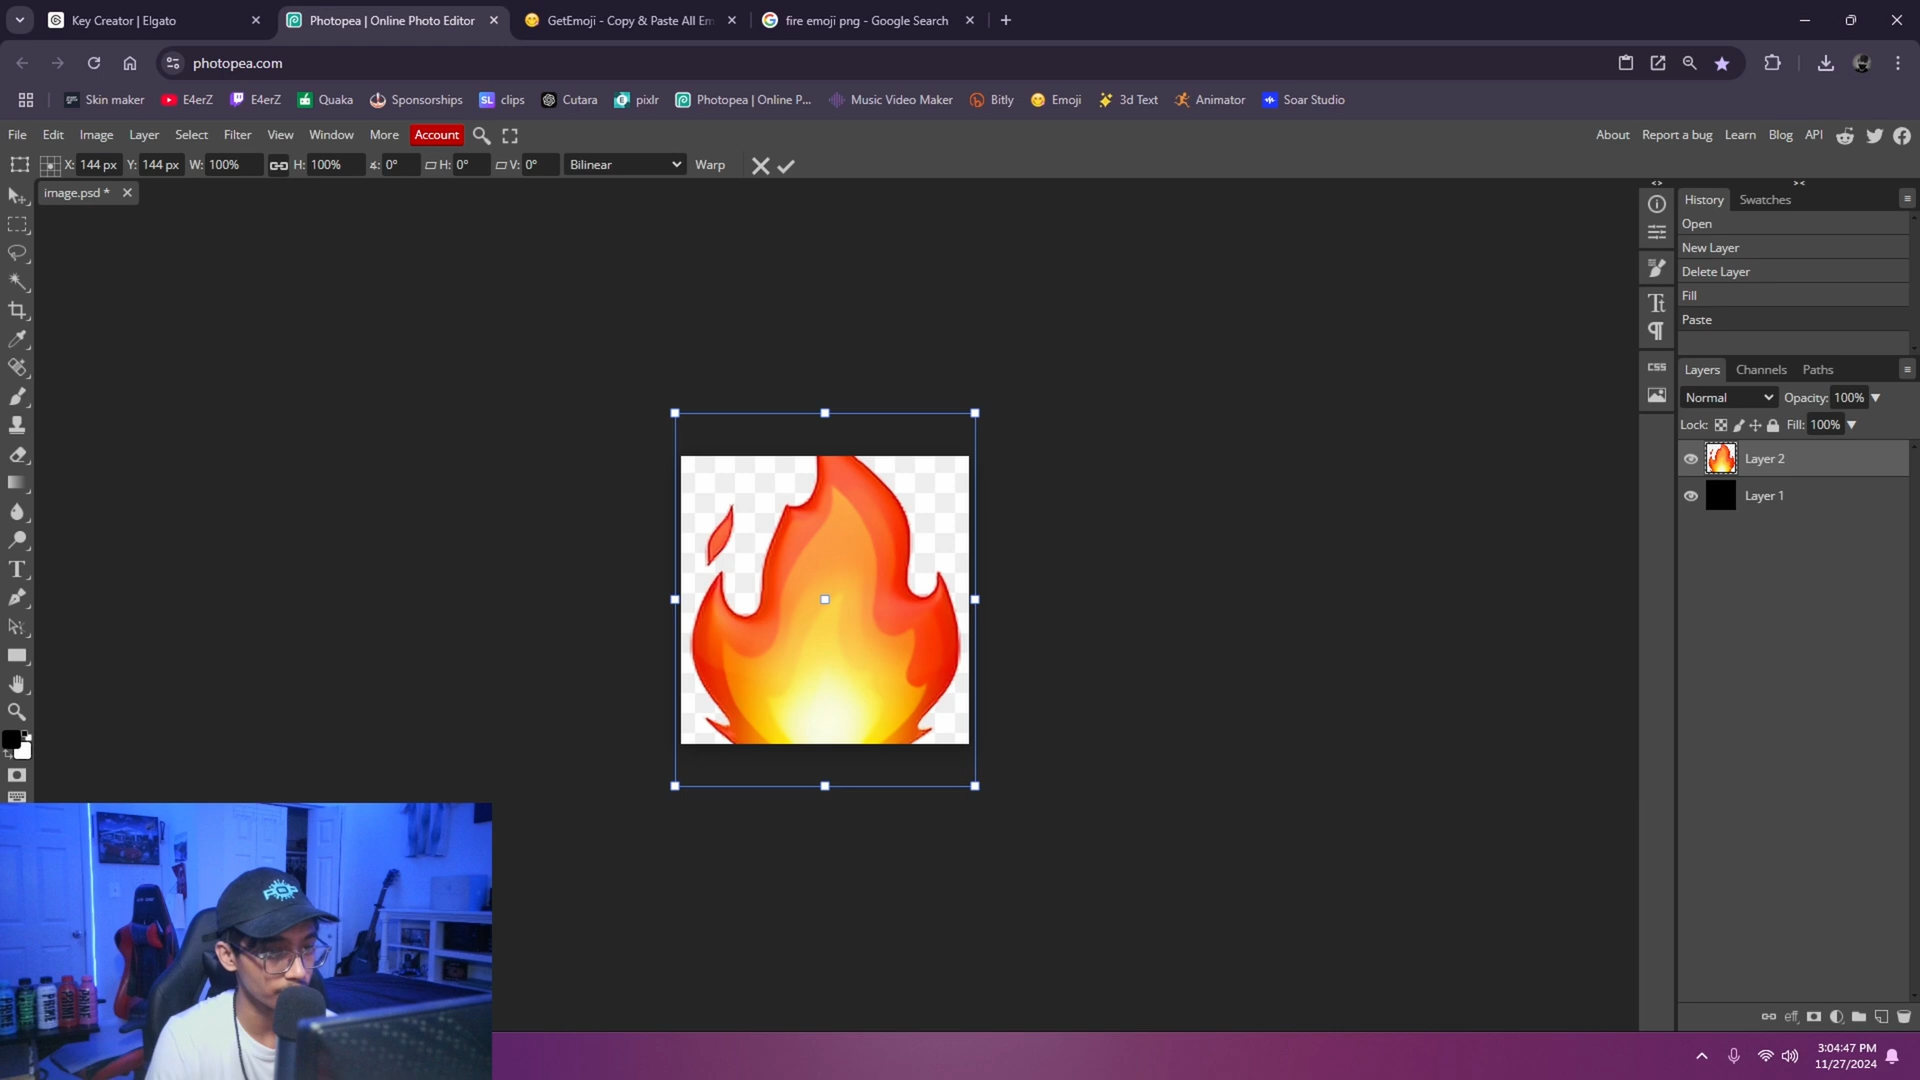 Key Creator | Elgato
Photopea | Online Photo Editor
GetEmoji - Copy & Paste All Em
fire emoji png - Google Search
photopea.com
Skin maker
E4erZ
E4erZ
Quaka
Sponsorships
SL clips
Cutara
pixlr
Photopea | Online P...
Music Video Maker
Bitly
Emoji
3d Text
Animator
Soar Studio
File Edit Image Layer Select Filter View Window More Account
About Report a bug Learn Blog API
X: 144 px Y: 144 px W: 100% H: 100% 0° H: 0° V: 0° Bilinear Warp
image.psd *
History Swatches
Open
New Layer
Delete Layer
Fill
Paste
CSS
Layers Channels Paths
Normal Opacity: 100%
Lock: Fill: 100%
Layer 2
Layer 1
eff
POP
PRIME
3:04:47 PM
11/27/2024